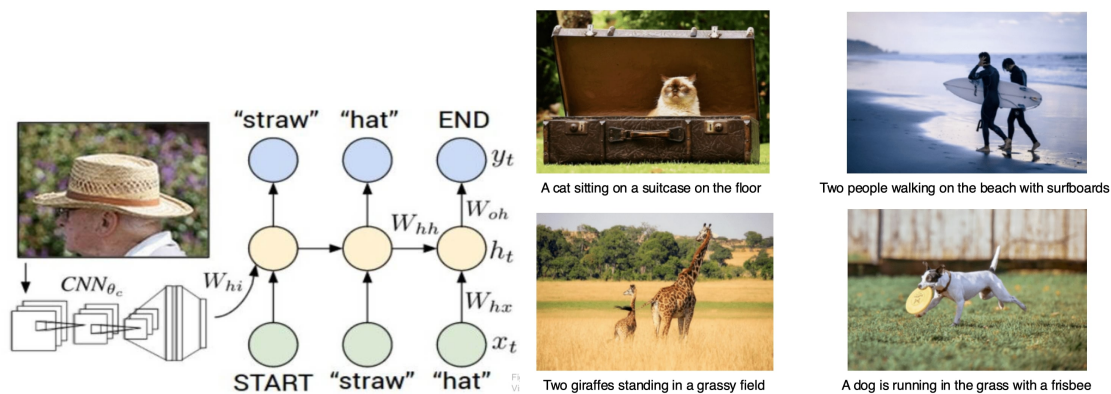 "straw" "hat" END
y_t
W_oh
W_hh
h_t
CNN_θ_c
W_hi
W_hx
x_t
START "straw" "hat"
A cat sitting on a suitcase on the floor
Two people walking on the beach with surfboards
Two giraffes standing in a grassy field
A dog is running in the grass with a frisbee